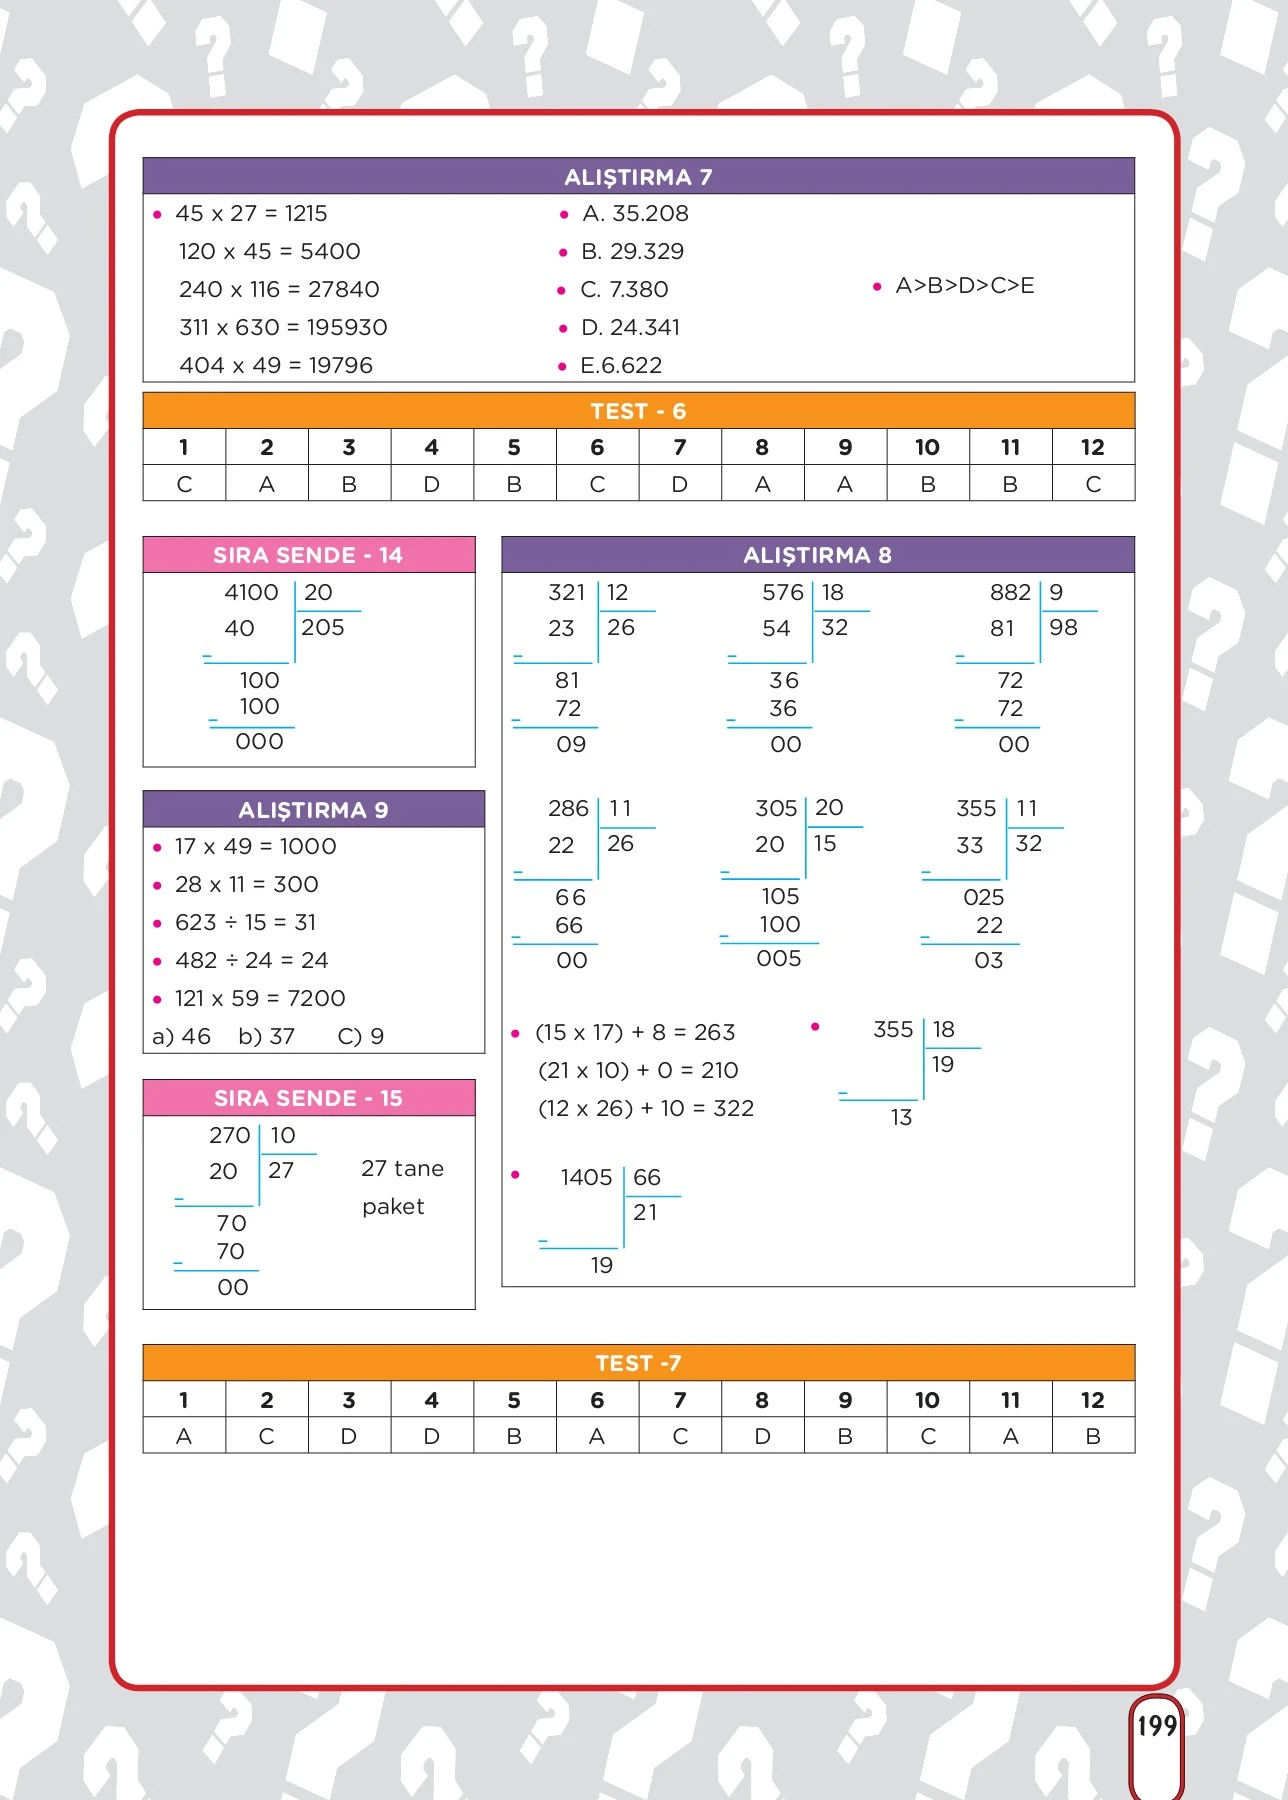 ALIŞTIRMA 7
• 45 x 27 = 1215
120 x 45 = 5400
240 x 116 = 27840
311 x 630 = 195930
404 x 49 = 19796
• A. 35.208
• B. 29.329
• C. 7.380
• D. 24.341
• E.6.622
• A>B>D>C>E
TEST - 6
1 2 3 4 5 6 7 8 9 10 11 12
C A B D B C D A A B B C
SIRA SENDE - 14
4100 20
40 205
-
100
100
-
000
ALIŞTIRMA 9
• 17 x 49 = 1000
• 28 x 11 = 300
• 623 ÷ 15 = 31
• 482 ÷ 24 = 24
• 121 x 59 = 7200
a) 46 b) 37 C) 9
SIRA SENDE - 15
270 10
20 27
-
70
70
-
00
27 tane
paket
ALIŞTIRMA 8
321 12
23 26
-
81
72
-
09
576 18
54 32
-
36
36
-
00
882 9
81 98
-
72
72
-
00
286 11
22 26
-
66
66
-
00
305 20
20 15
-
105
100
-
005
355 11
33 32
-
025
22
-
03
• (15 x 17) + 8 = 263
(21 x 10) + 0 = 210
(12 x 26) + 10 = 322
• 355 18
19
-
13
• 1405 66
21
-
19
TEST -7
1 2 3 4 5 6 7 8 9 10 11 12
A C D D B A C D B C A B
199